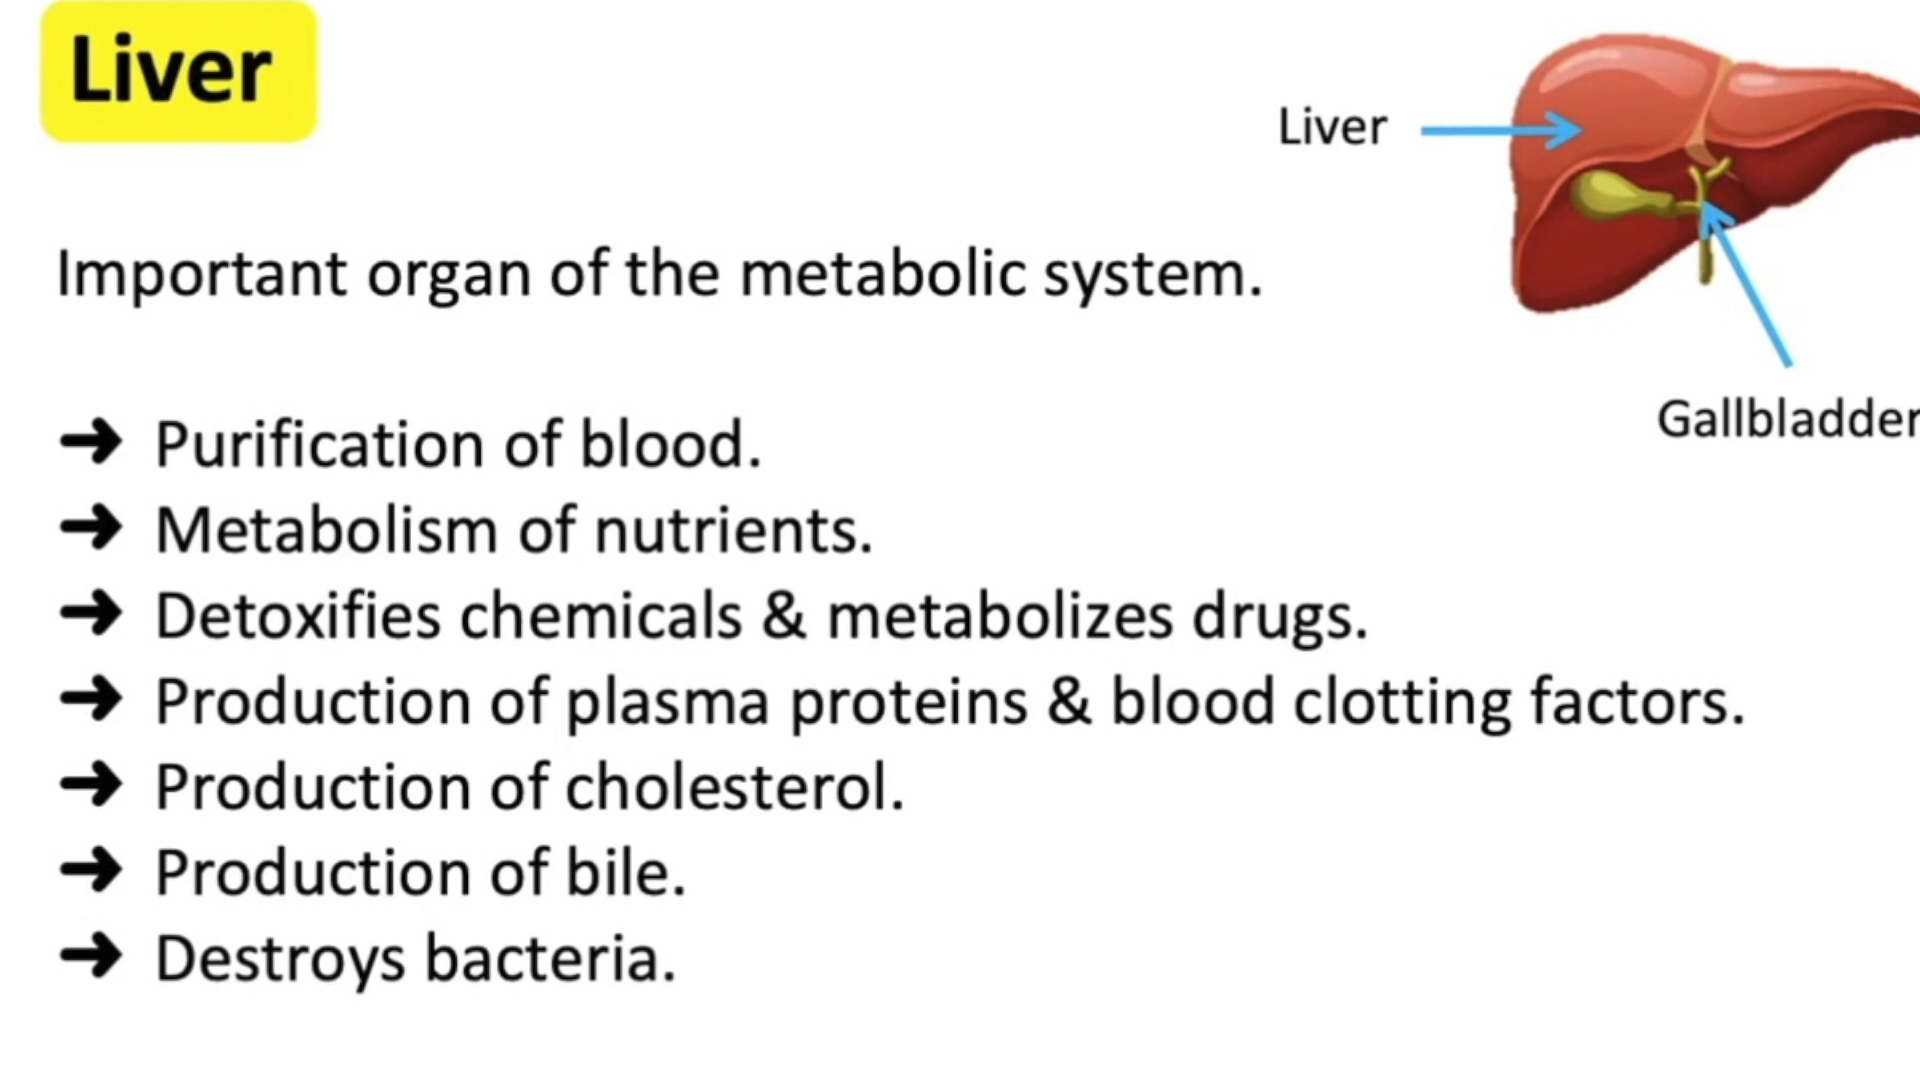 Liver
Liver
Important organ of the metabolic system.
Gallbladder
➜ Purification of blood.
➜ Metabolism of nutrients.
➜ Detoxifies chemicals & metabolizes drugs.
➜ Production of plasma proteins & blood clotting factors.
➜ Production of cholesterol.
➜ Production of bile.
➜ Destroys bacteria.